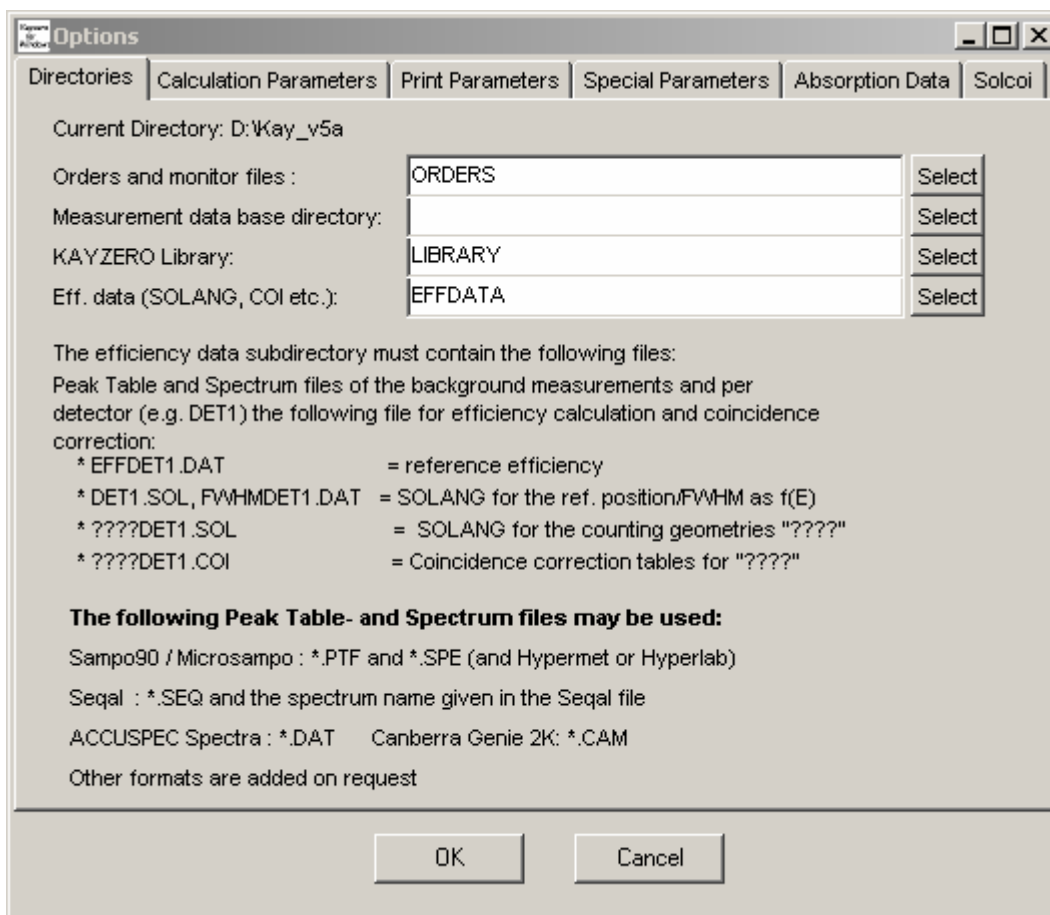 Options
Directories Calculation Parameters Print Parameters Special Parameters Absorption Data Solcoi
Current Directory: D:\Kay_v5a
Orders and monitor files : ORDERS Select
Measurement data base directory: Select
KAYZERO Library: LIBRARY Select
Eff. data (SOLANG, COI etc.): EFFDATA Select
The efficiency data subdirectory must contain the following files:
Peak Table and Spectrum files of the background measurements and per
detector (e.g. DET1) the following file for efficiency calculation and coincidence
correction:
* EFFDET1.DAT = reference efficiency
* DET1.SOL, FWHMDET1.DAT = SOLANG for the ref. position/FWHM as f(E)
* ????DET1.SOL = SOLANG for the counting geometries "????"
* ????DET1.COI = Coincidence correction tables for "????"
The following Peak Table- and Spectrum files may be used:
Sampo90 / Microsampo : *.PTF and *.SPE (and Hypermet or Hyperlab)
Seqal : *.SEQ and the spectrum name given in the Seqal file
ACCUSPEC Spectra : *.DAT Canberra Genie 2K: *.CAM
Other formats are added on request
OK Cancel